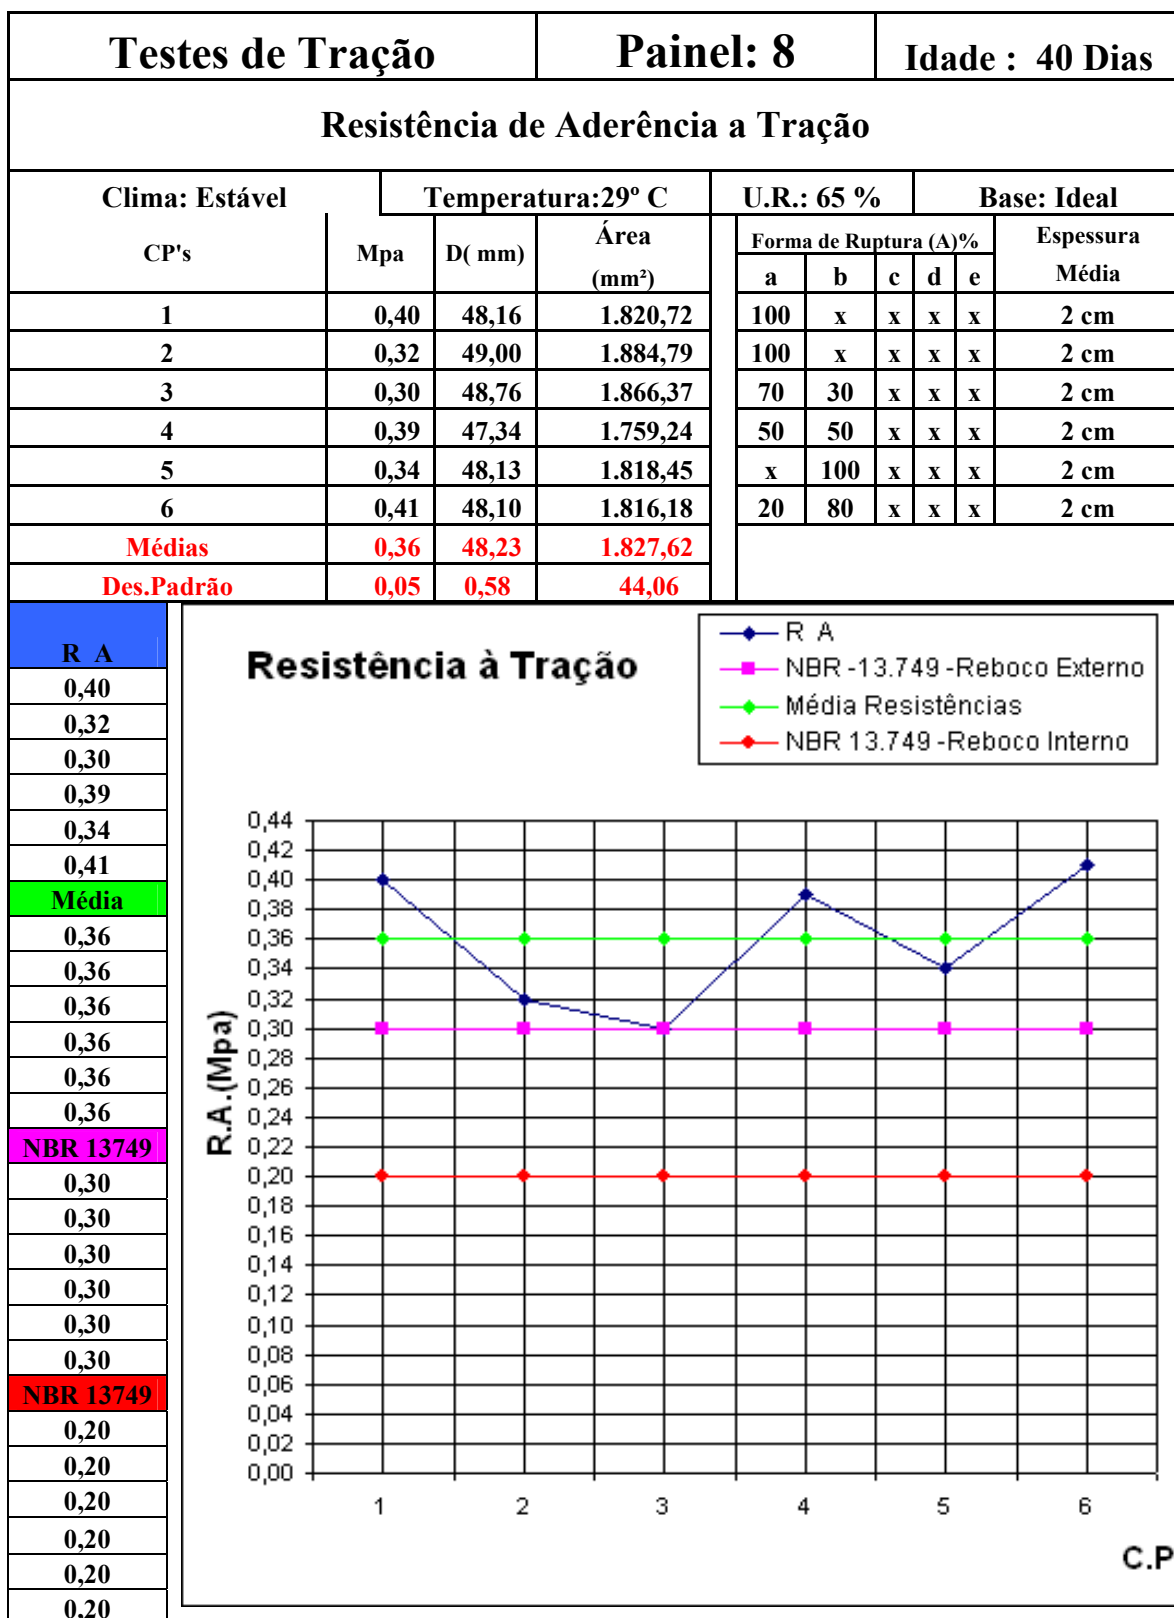 Testes de Tração Painel: 8 Idade : 40 Dias
Resistência de Aderência a Tração
Clima: Estável Temperatura:29º C U.R.: 65 % Base: Ideal
CP's Mpa D( mm) Área (mm²) Forma de Ruptura (A)% Espessura Média
a b c d e
1 0,40 48,16 1.820,72 100 x x x x 2 cm
2 0,32 49,00 1.884,79 100 x x x x 2 cm
3 0,30 48,76 1.866,37 70 30 x x x 2 cm
4 0,39 47,34 1.759,24 50 50 x x x 2 cm
5 0,34 48,13 1.818,45 x 100 x x x 2 cm
6 0,41 48,10 1.816,18 20 80 x x x 2 cm
Médias 0,36 48,23 1.827,62
Des.Padrão 0,05 0,58 44,06
R A
0,40
0,32
0,30
0,39
0,34
0,41
Média
0,36
0,36
0,36
0,36
0,36
0,36
NBR 13749
0,30
0,30
0,30
0,30
0,30
0,30
NBR 13749
0,20
0,20
0,20
0,20
0,20
0,20
Resistência à Tração
R A
NBR -13.749 -Reboco Externo
Média Resistências
NBR 13.749 -Reboco Interno
R.A.(Mpa)
0,44
0,42
0,40
0,38
0,36
0,34
0,32
0,30
0,28
0,26
0,24
0,22
0,20
0,18
0,16
0,14
0,12
0,10
0,08
0,06
0,04
0,02
0,00
1 2 3 4 5 6
C.P